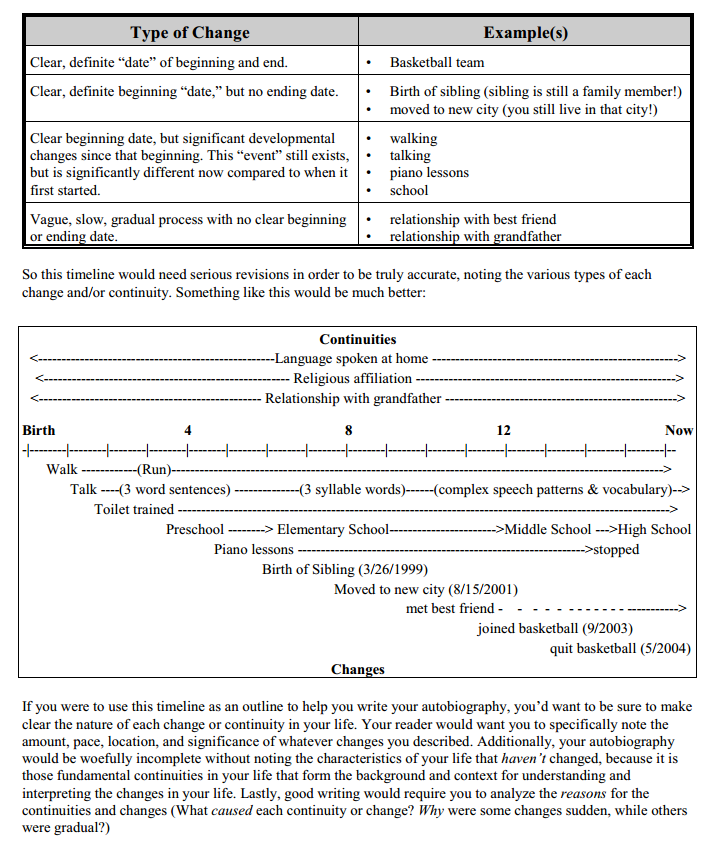 Type of Change Example(s)
Clear, definite “date” of beginning and end. • Basketball team
Clear, definite beginning “date,” but no ending date. • Birth of sibling (sibling is still a family member!)
• moved to new city (you still live in that city!)
Clear beginning date, but significant developmental • walking
changes since that beginning. This “event” still exists, • talking
but is significantly different now compared to when it • piano lessons
first started. • school
Vague, slow, gradual process with no clear beginning • relationship with best friend
or ending date. • relationship with grandfather
So this timeline would need serious revisions in order to be truly accurate, noting the various types of each
change and/or continuity. Something like this would be much better:
Continuities
<----------------------------------------------------Language spoken at home ------------------------------------------------------->
<------------------------------------------------------ Religious affiliation ---------------------------------------------------------->
<------------------------------------------------- Relationship with grandfather --------------------------------------------------->
Birth 4 8 12 Now
-|--------|--------|--------|--------|--------|--------|--------|--------|--------|--------|--------|--------|--------|--------|--------|--------|--
Walk ------------(Run)------------------------------------------------------------------------------------------------------------->
Talk ----(3 word sentences) --------------(3 syllable words)------(complex speech patterns & vocabulary)-->
Toilet trained ------------------------------------------------------------------------------------------------------------->
Preschool --------> Elementary School------------------------>Middle School --->High School
Piano lessons ---------------------------------------------------------------->stopped
Birth of Sibling (3/26/1999)
Moved to new city (8/15/2001)
met best friend - - - - - - - - - - - - - - - - ----------->
joined basketball (9/2003)
quit basketball (5/2004)
Changes
If you were to use this timeline as an outline to help you write your autobiography, you’d want to be sure to make
clear the nature of each change or continuity in your life. Your reader would want you to specifically note the
amount, pace, location, and significance of whatever changes you described. Additionally, your autobiography
would be woefully incomplete without noting the characteristics of your life that haven’t changed, because it is
those fundamental continuities in your life that form the background and context for understanding and
interpreting the changes in your life. Lastly, good writing would require you to analyze the reasons for the
continuities and changes (What caused each continuity or change? Why were some changes sudden, while others
were gradual?)